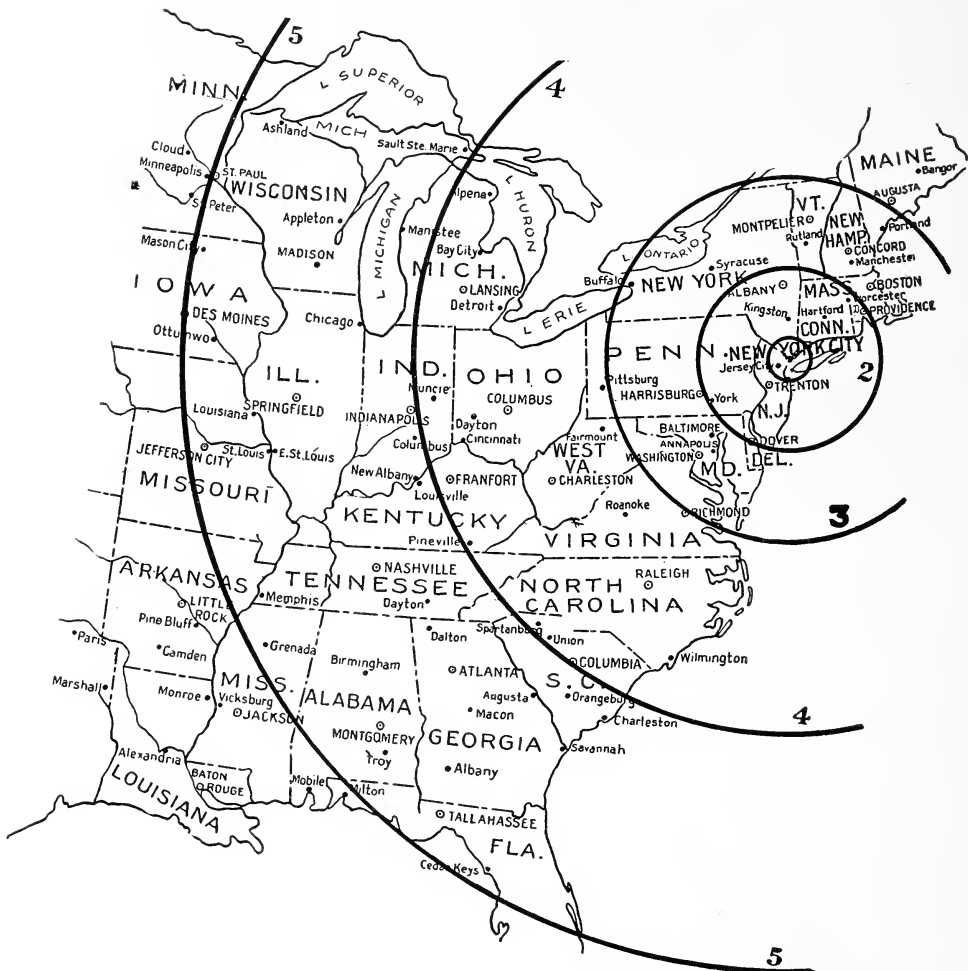 5
4
MINN.
L SUPERIOR
Ashland
MICH
Sault Ste. Marie
MAINE
Bangor
Cloud
Minneapolis
ST. PAUL
WISCONSIN
St. Peter
Appleton
L MICHIGAN
Alpena
L HURON
AUGUSTA
VT.
MONTPELIER
NEW HAMP.
Portland
Rutland
CONCORD
Manchester
Mason City
MADISON
Manistee
Bay City
MICH.
L ONTARIO
Syracuse
Buffalo
NEW YORK
ALBANY
MASS.
BOSTON
Worcester
PROVIDENCE
IOWA
DES MOINES
LANSING
Detroit
L ERIE
Kingston
Hartford
CONN.
Ottumwo
Chicago
ILL.
IND.
OHIO
PENN.
NEW YORK CITY
Jersey City
2
TRENTON
Muncie
COLUMBUS
Pittsburg
HARRISBURG
York
N.J.
Louisiana
SPRINGFIELD
INDIANAPOLIS
Dayton
Cincinnati
Columbus
Fairmount
BALTIMORE
ANNAPOLIS
WASHINGTON
MD.
DOVER
DEL.
JEFFERSON CITY
St. Louis
E. St. Louis
WEST VA.
CHARLESTON
MISSOURI
New Albany
Louisville
FRANFORT
Roanoke
RICHMOND
3
KENTUCKY
Pineville
VIRGINIA
ARKANSAS
NASHVILLE
TENNESSEE
Dayton
NORTH CAROLINA
RALEIGH
LITTLE ROCK
Memphis
Pine Bluff
Paris
Camden
Grenada
Birmingham
Dalton
Spartanburg
Union
COLUMBIA
Wilmington
Marshall
Monroe
MISS.
Vicksburg
JACKSON
ALABAMA
ATLANTA
S.C.
Augusta
Orangeburg
Macon
Charleston
4
MONTGOMERY
Troy
GEORGIA
Savannah
Alexandria
BATON ROUGE
LOUISIANA
Mobile
Milton
Albany
TALLAHASSEE
FLA.
Cedar Keys
5